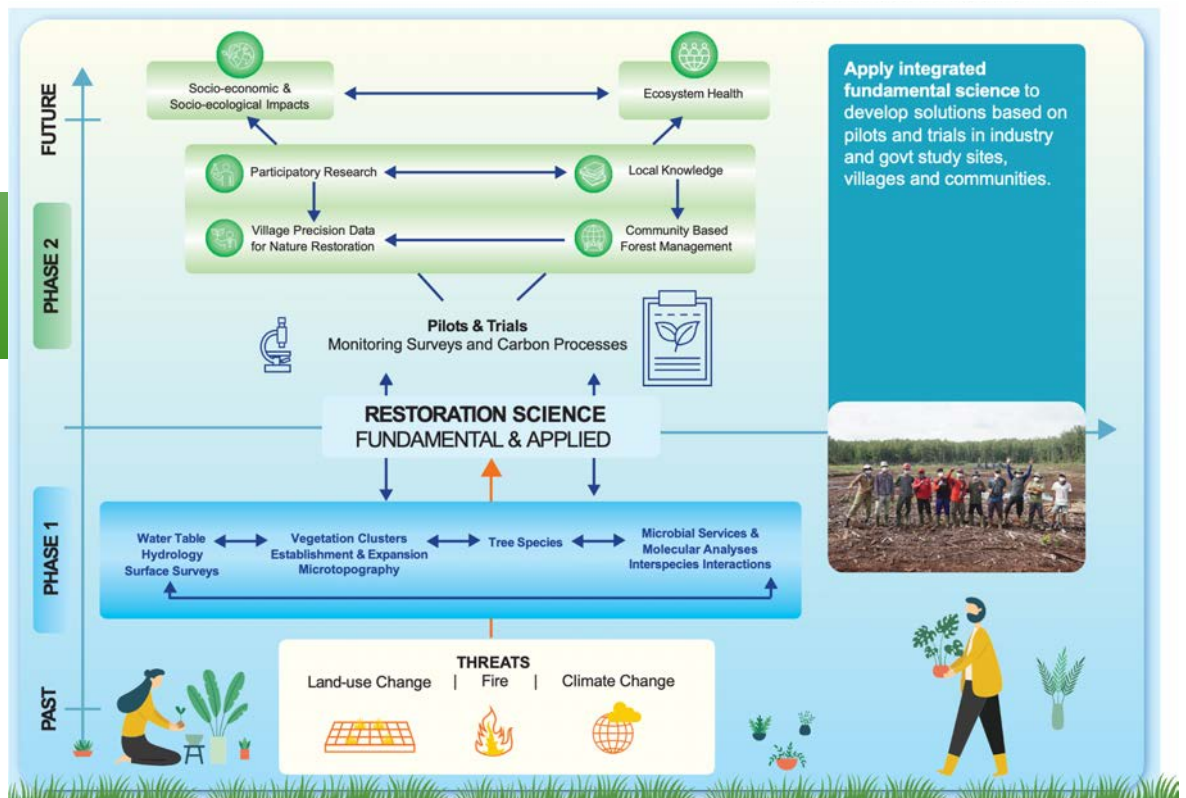 FUTURE
Socio-economic &
Socio-ecological Impacts
Ecosystem Health
Apply integrated
fundamental science to
develop solutions based on
pilots and trials in industry
and govt study sites,
villages and communities.
PHASE 2
Participatory Research
Local Knowledge
Village Precision Data
for Nature Restoration
Community Based
Forest Management
Pilots & Trials
Monitoring Surveys and Carbon Processes
RESTORATION SCIENCE
FUNDAMENTAL & APPLIED
PHASE 1
Water Table
Hydrology
Surface Surveys
Vegetation Clusters
Establishment & Expansion
Microtopography
Tree Species
Microbial Services &
Molecular Analyses
Interspecies Interactions
PAST
THREATS
Land-use Change | Fire | Climate Change